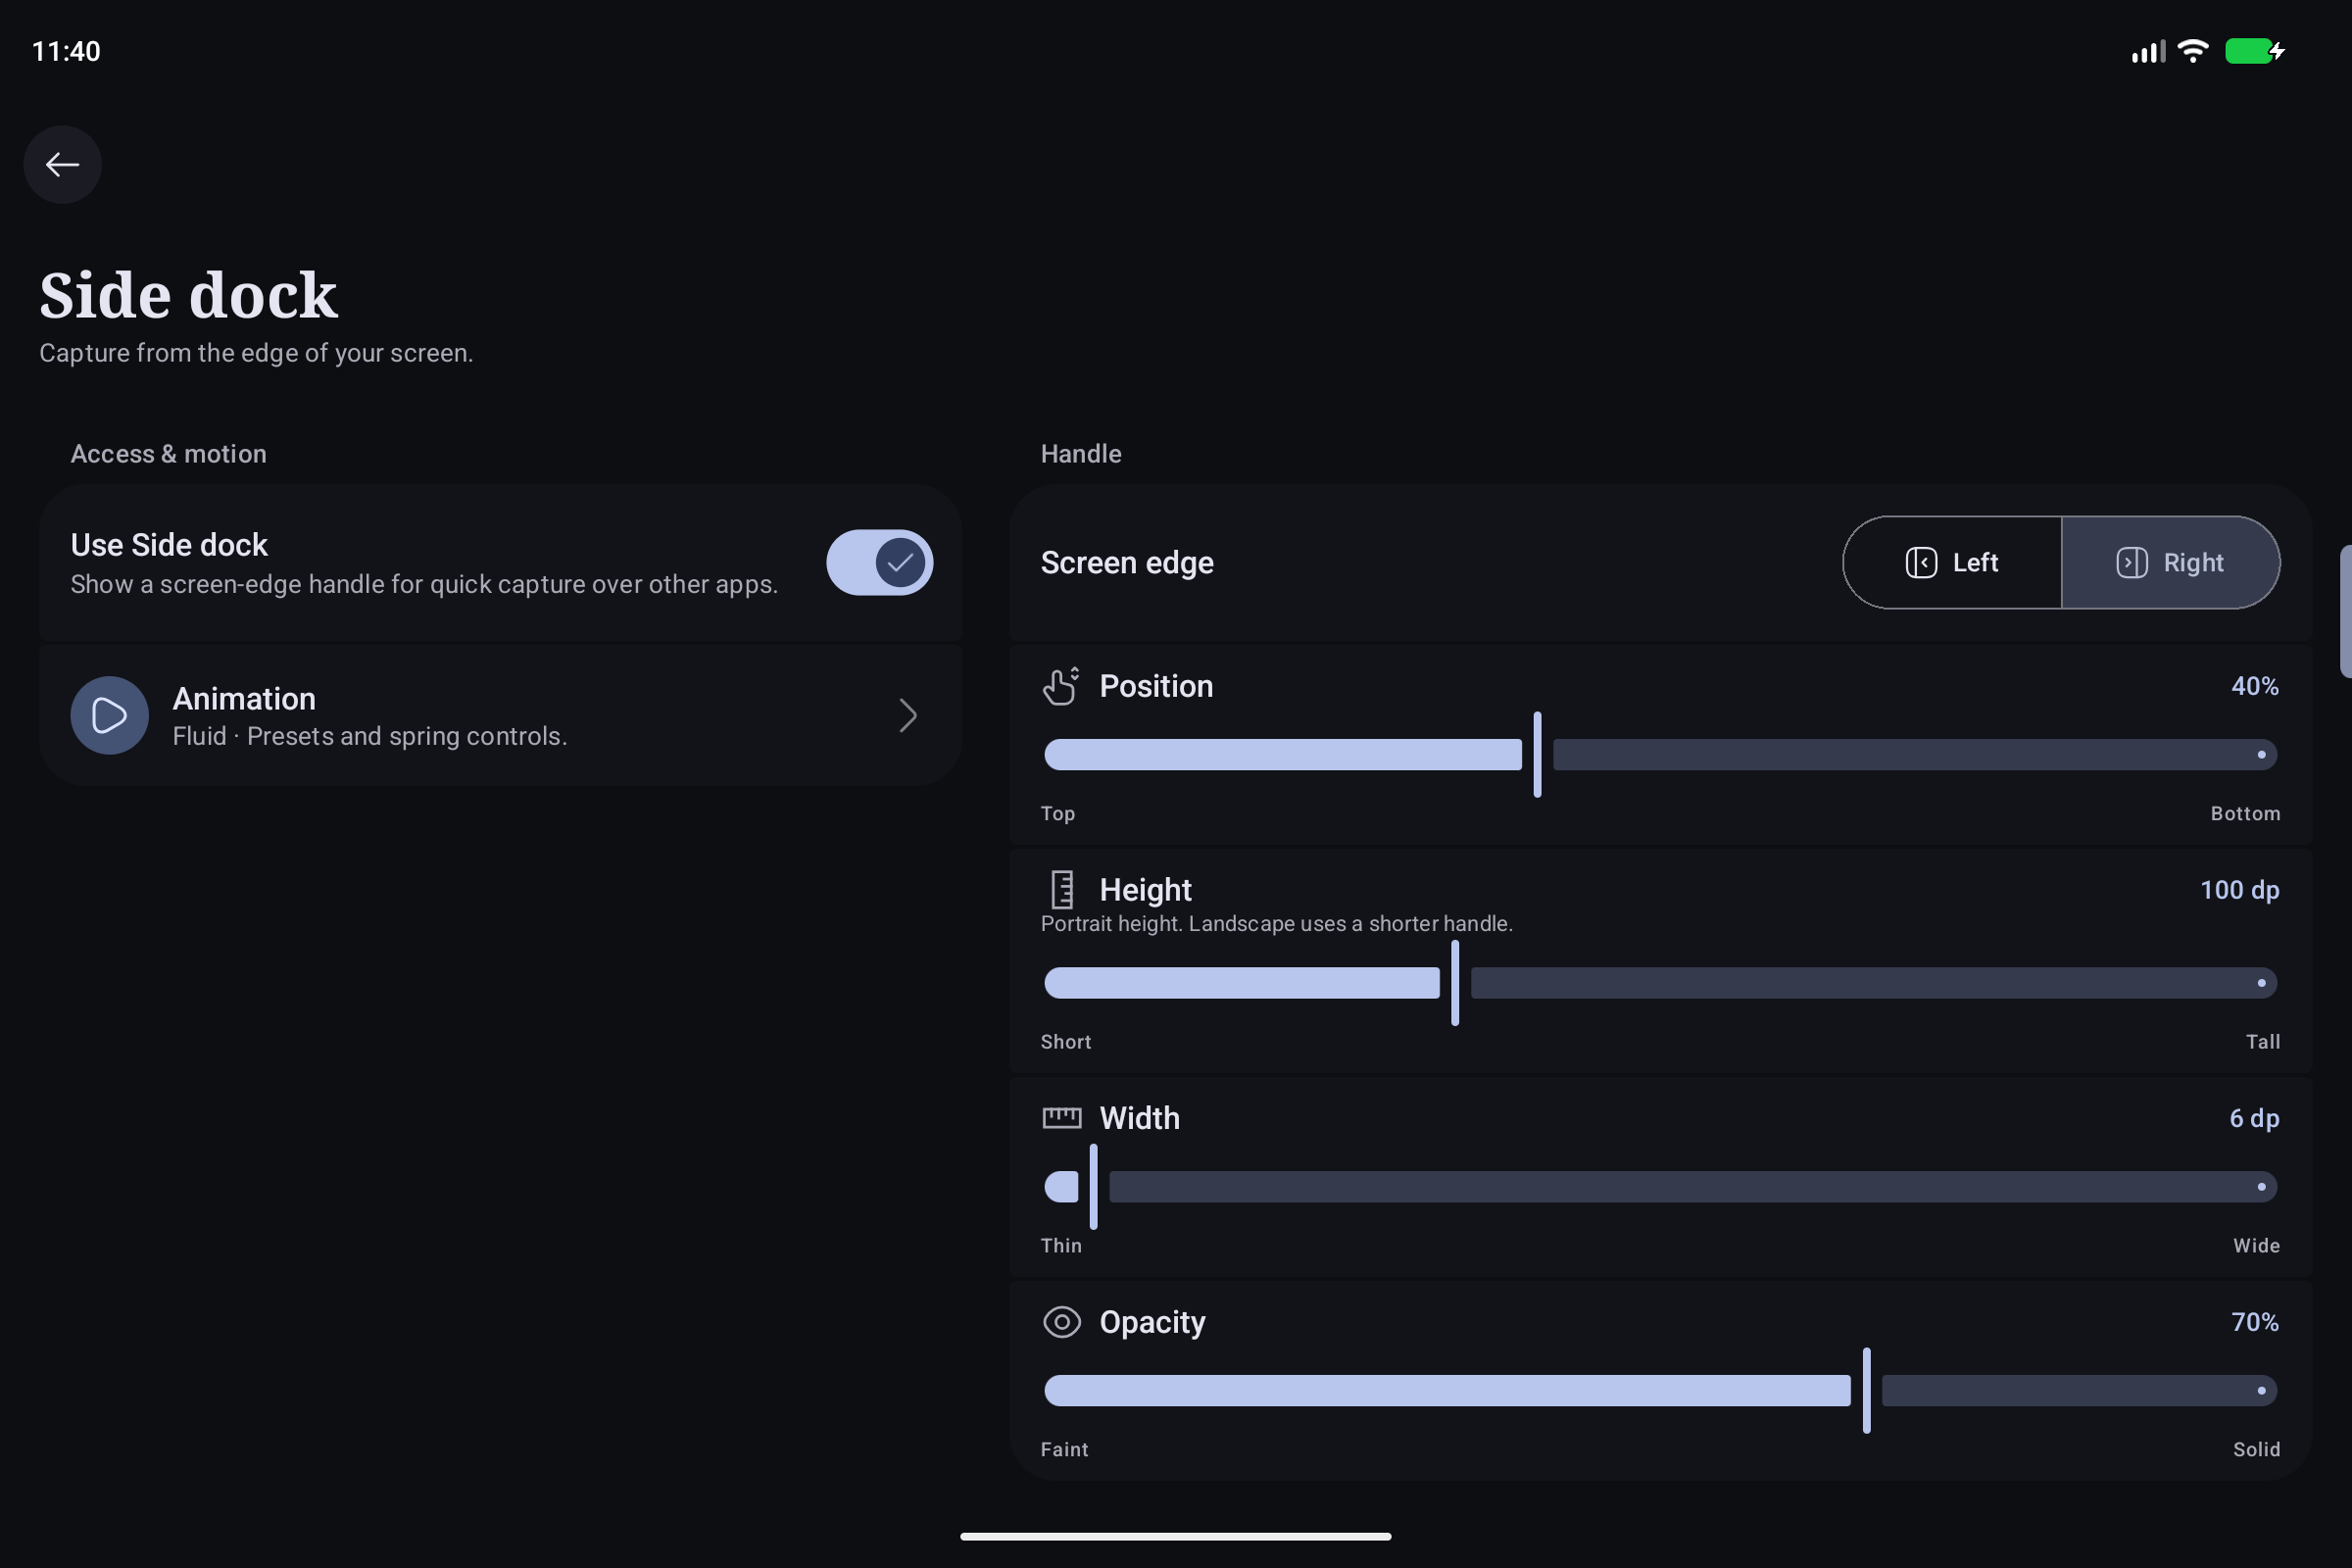 11:40
Side dock
Capture from the edge of your screen.
Access & motion
Use Side dock
Show a screen-edge handle for quick capture over other apps.
Animation
Fluid · Presets and spring controls.
Handle
Screen edge
Left
Right
Position
40%
Top
Bottom
Height
100 dp
Portrait height. Landscape uses a shorter handle.
Short
Tall
Width
6 dp
Thin
Wide
Opacity
70%
Faint
Solid